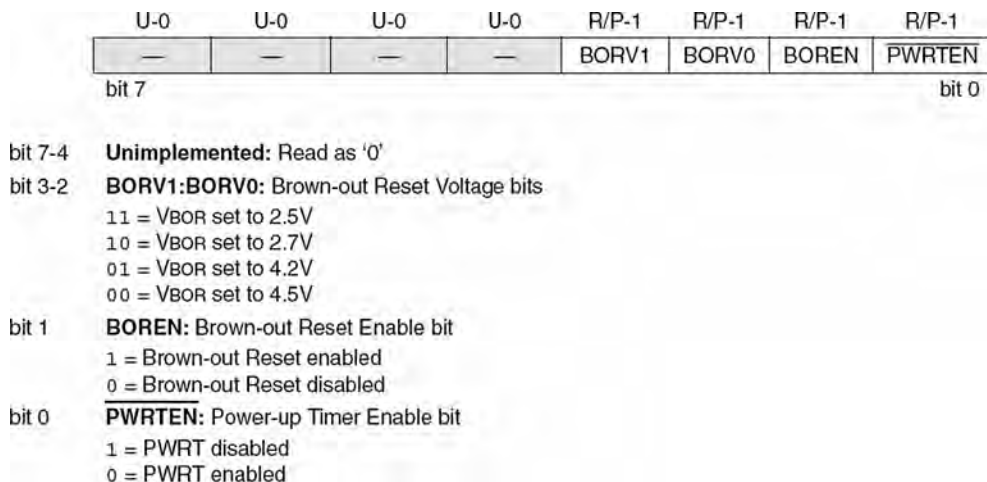 U-0 U-0 U-0 U-0 R/P-1 R/P-1 R/P-1 R/P-1
— — — — BORV1 BORV0 BOREN PWRTEN
bit 7 bit 0
bit 7-4 Unimplemented: Read as ‘0’
bit 3-2 BORV1:BORV0: Brown-out Reset Voltage bits
11 = VBOR set to 2.5V
10 = VBOR set to 2.7V
01 = VBOR set to 4.2V
00 = VBOR set to 4.5V
bit 1 BOREN: Brown-out Reset Enable bit
1 = Brown-out Reset enabled
0 = Brown-out Reset disabled
bit 0 PWRTEN: Power-up Timer Enable bit
1 = PWRT disabled
0 = PWRT enabled